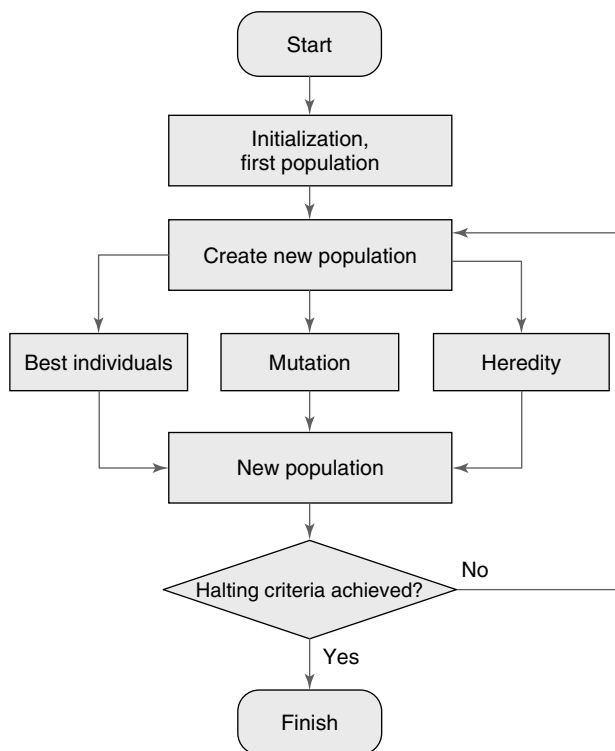 Start
Initialization,
first population
Create new population
Best individuals
Mutation
Heredity
New population
Halting criteria achieved?
No
Yes
Finish